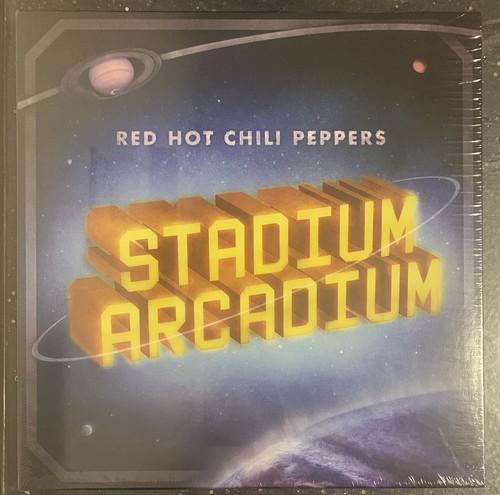 RED HOT CHILI PEPPERS
STADIUM
ARCADIUM